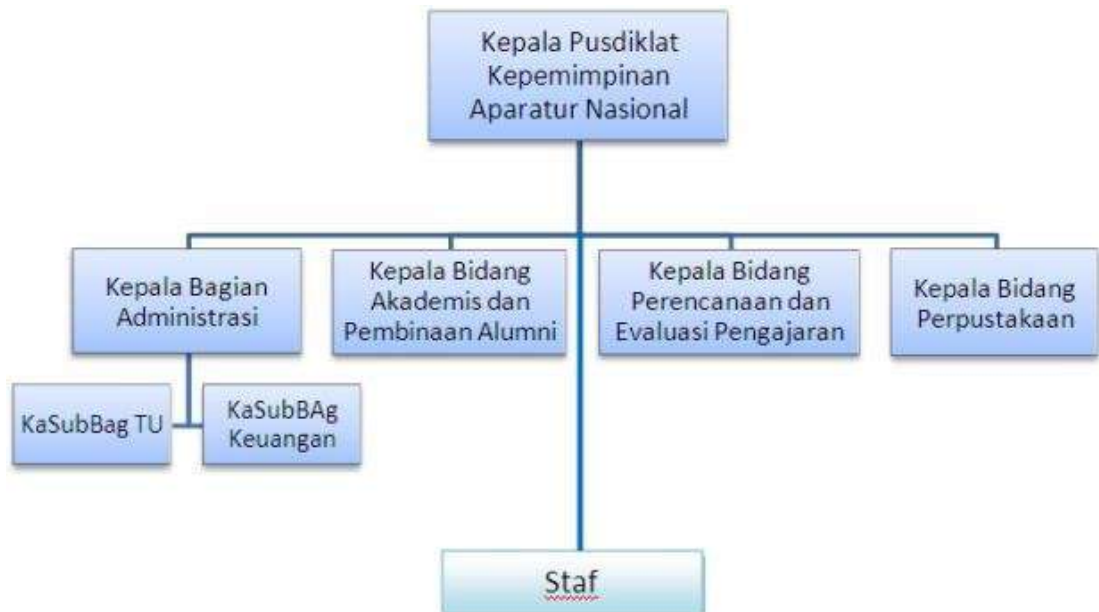 Kepala Pusdiklat
Kepemimpinan
Aparatur Nasional
Kepala Bagian
Administrasi
Kepala Bidang
Akademis dan
Pembinaan Alumni
Kepala Bidang
Perencanaan dan
Evaluasi Pengajaran
Kepala Bidang
Perpustakaan
KaSubBag TU
KaSubBAg
Keuangan
Staf